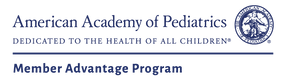 American Academy of Pediatrics
DEDICATED TO THE HEALTH OF ALL CHILDREN®
Member Advantage Program